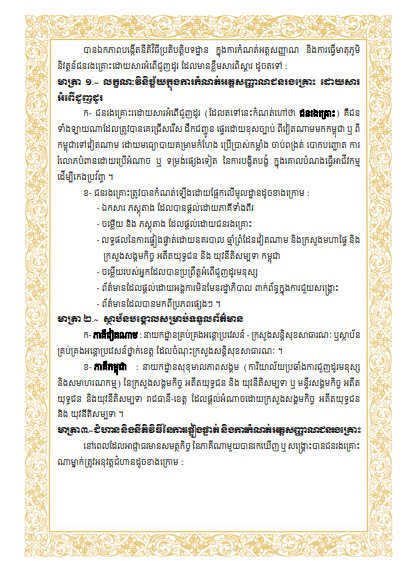 បានឯកភាពបង្កើតនីតិវិធីប្រតិបត្តិបទដ្ឋាន ក្នុងការកំណត់អត្តសញ្ញាណ និងការធ្វើមាតុភូមិ
និវត្តន៍ជនរងគ្រោះដោយសារអំពើជួញដូរ ដែលមានខ្លឹមសារពិស្តារ ដូចតទៅ :
មាត្រា ១.~ លក្ខណៈវិនិច្ឆ័យក្នុងការកំណត់អត្តសញ្ញាណជនរងគ្រោះ ដោយសារ
អំពើជួញដូរ
ក- ជនរងគ្រោះដោយសារអំពើជួញដូរ (ដែលតទៅនេះកំណត់ហៅថា ជនរងគ្រោះ) គឺជន
ទាំងឡាយណាដែលត្រូវបានគេជ្រើសរើស ដឹកជញ្ជូន ផ្ទេរដោយខុសច្បាប់ ពីវៀតណាមមកកម្ពុជា ឬ ពី
កម្ពុជាទៅវៀតណាម ដោយមធ្យោបាយគម្រាមកំហែង ប្រើប្រាស់កម្លាំង ចាប់ពង្រត់ បោកបញ្ឆោត ការ
រំលោភបំពានដោយប្រើអំណាច ឬ ទម្រង់ផ្សេងទៀត នៃការបង្ខិតបង្ខំ ក្នុងគោលបំណងធ្វើអាជីវកម្ម
ដើម្បីកេងប្រវ័ញ្ច ។
ខ- ជនរងគ្រោះត្រូវបានកំណត់ឡើងដោយផ្អែកលើមូលដ្ឋានដូចខាងក្រោម :
- ឯកសារ ភស្តុតាង ដែលបានផ្តល់ដោយភាគីទាំងពីរ
- ចម្លើយ និង ភស្តុតាង ដែលផ្តល់ដោយជនរងគ្រោះ
- លទ្ធផលនៃការផ្ទៀងផ្ទាត់ដោយនគរបាល ឆ្មាំព្រំដែនវៀតណាម និងក្រសួងមហាផ្ទៃ និង
ក្រសួងសង្គមកិច្ច អតីតយុទ្ធជន និង យុវនីតិសម្បទា កម្ពុជា
- ចម្លើយរបស់អ្នកដែលបានប្រព្រឹត្តអំពើជួញដូរមនុស្ស
- ព័ត៌មានដែលផ្តល់ដោយអង្គការមិនមែនរដ្ឋាភិបាល ពាក់ព័ន្ធក្នុងការជួយសង្គ្រោះ
- ព័ត៌មានដែលបានមកពីប្រភពផ្សេងៗ ។
មាត្រា ២.~ ស្ថាប័នបង្គោលសម្រាប់ទទួលព័ត៌មាន
ក- ភាគីវៀតណាម : នាយកដ្ឋានគ្រប់គ្រងអន្តោប្រវេសន៍ - ក្រសួងសន្តិសុខសាធារណៈ ឬស្ថាប័ន
គ្រប់គ្រងអន្តោប្រវេសន៍ថ្នាក់ខេត្ត ដែលចំណុះក្រសួងសន្តិសុខសាធារណៈ ។
ខ- ភាគីកម្ពុជា : នាយកដ្ឋានសុខុមាលភាពសង្គម (ការិយាល័យប្រឆាំងការជួញដូរមនុស្ស
និងសមាហរណកម្ម) នៃក្រសួងសង្គមកិច្ច អតីតយុទ្ធជន និង យុវនីតិសម្បទា ឬ មន្ទីរសង្គមកិច្ច អតីត
យុទ្ធជន និងយុវនីតិសម្បទា រាជធានី-ខេត្ត ដែលផ្តល់អំណាចដោយក្រសួងសង្គមកិច្ច អតីតយុទ្ធជន
និង យុវនីតិសម្បទា ។
មាត្រា ៣~ ជំហាន និងនីតិវិធី នៃការផ្ទៀងផ្ទាត់ និងការកំណត់អត្តសញ្ញាណជនរងគ្រោះ
នៅពេលដែលអាជ្ញាធរមានសមត្ថកិច្ច នៃភាគីណាមួយបានរកឃើញ ឬ សង្គ្រោះបានជនរងគ្រោះ
ណាម្នាក់ត្រូវអនុវត្តជំហានដូចខាងក្រោម :